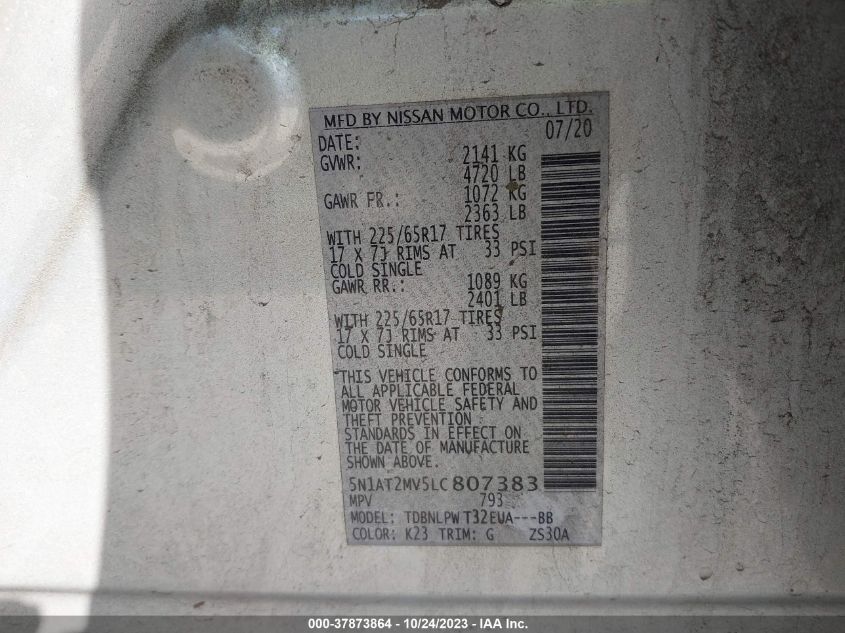 MFD BY NISSAN MOTOR CO., LTD.
DATE: 07/20
GVWR: 2141 KG
4720 LB
GAWR FR.: 1072 KG
2363 LB
WITH 225/65R17 TIRES
17 X 7J RIMS AT 33 PSI
COLD SINGLE
GAWR RR.: 1089 KG
2401 LB
WITH 225/65R17 TIRES
17 X 7J RIMS AT 33 PSI
COLD SINGLE
THIS VEHICLE CONFORMS TO
ALL APPLICABLE FEDERAL
MOTOR VEHICLE SAFETY AND
THEFT PREVENTION
STANDARDS IN EFFECT ON
THE DATE OF MANUFACTURE
SHOWN ABOVE.
5N1AT2MV5LC807383
MPV 793
MODEL: TDBNLPW T32EUA---BB
COLOR: K23 TRIM: G ZS30A
000-37873864 - 10/24/2023 - IAA Inc.